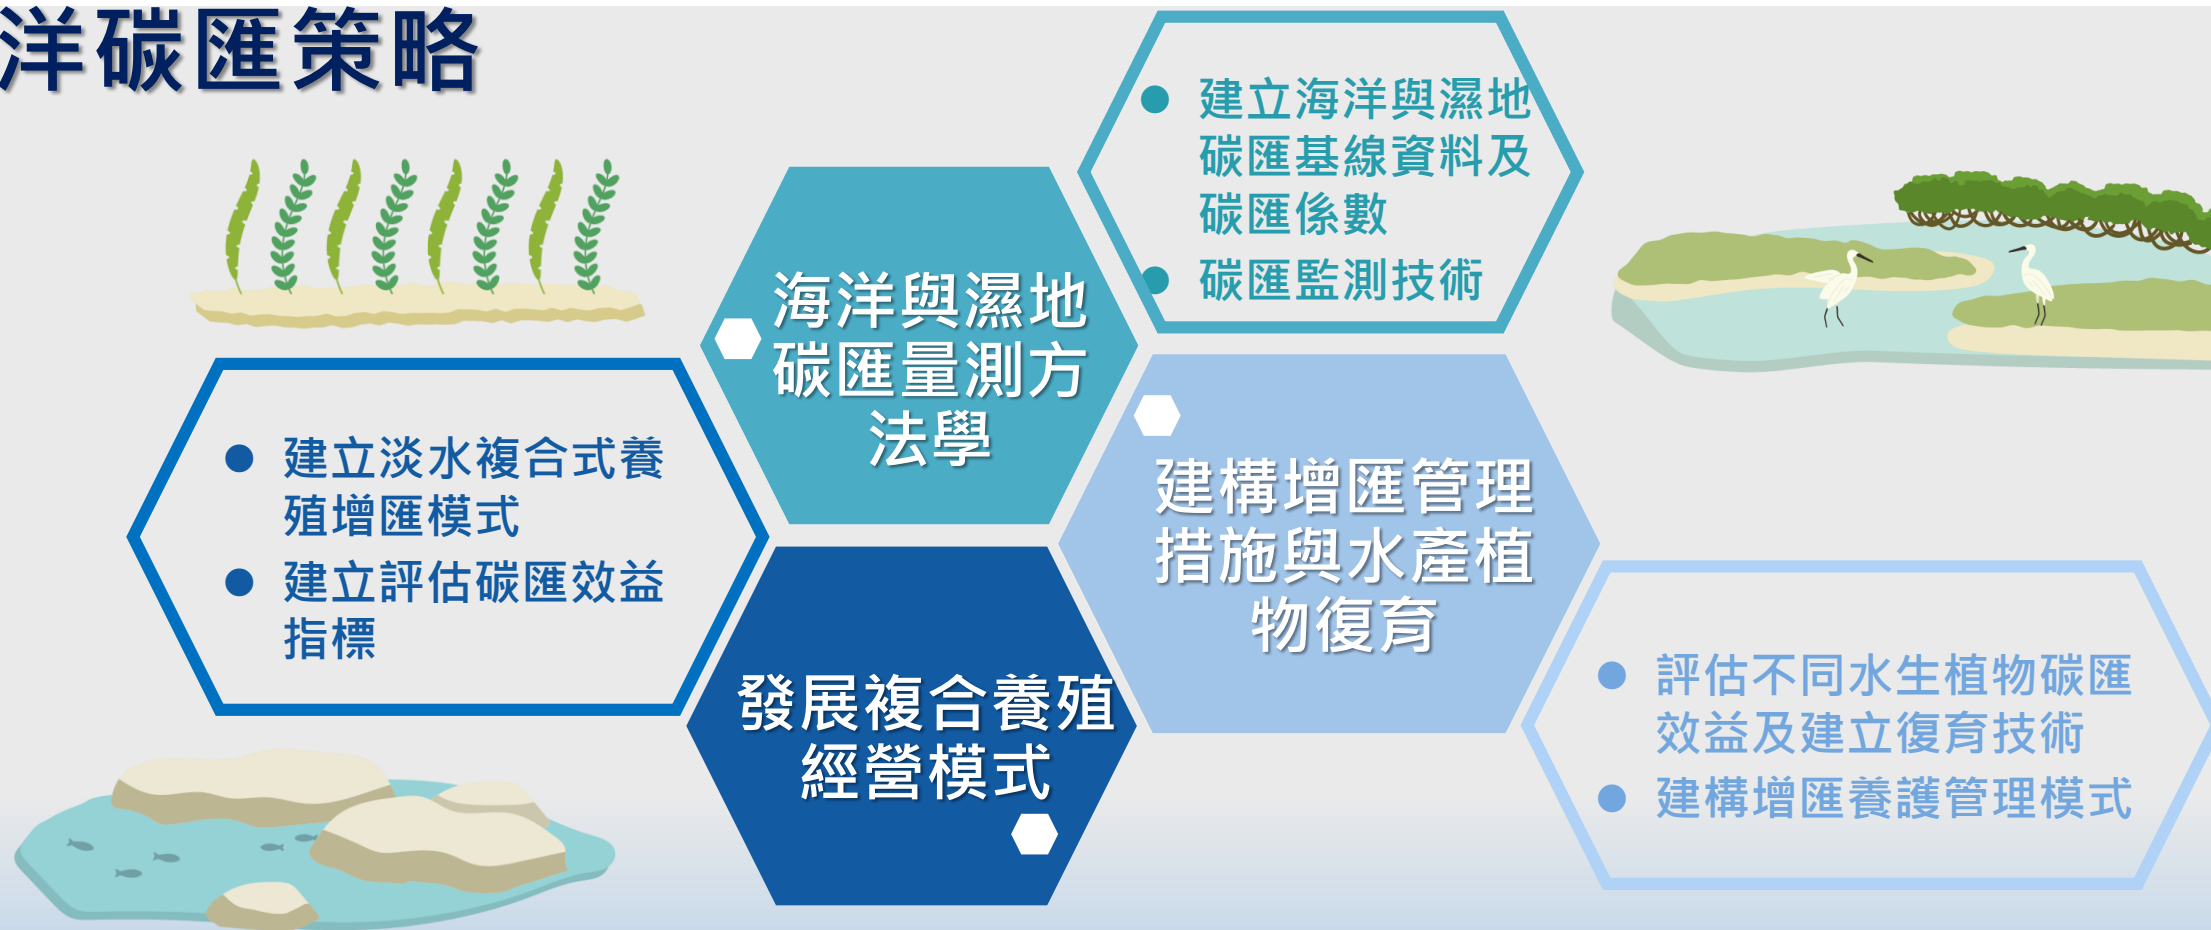 洋碳匯策略
● 建立海洋與濕地
碳匯基線資料及
碳匯係數
● 碳匯監測技術
海洋與濕地
碳匯量測方
法學
● 建立淡水複合式養
殖增匯模式
● 建立評估碳匯效益
指標
建構增匯管理
措施與水產植
物復育
發展複合養殖
經營模式
● 評估不同水生植物碳匯
效益及建立復育技術
● 建構增匯養護管理模式